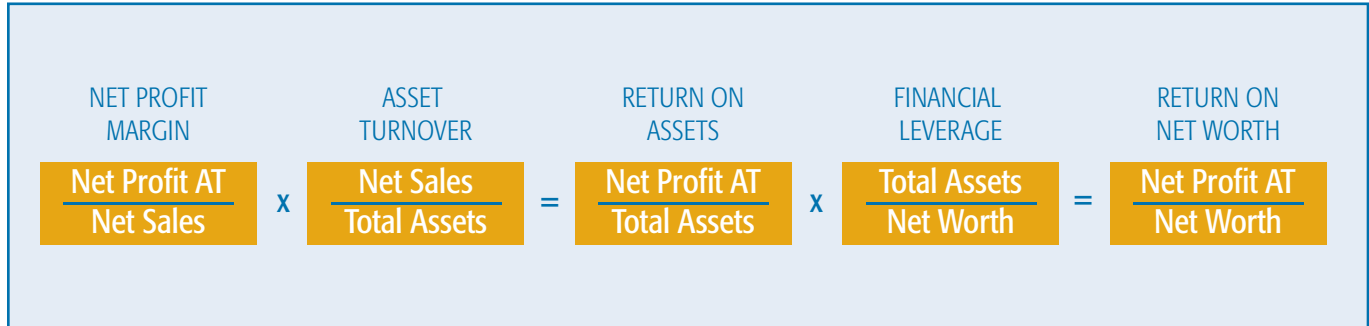 NET PROFIT
MARGIN
Net Profit AT
Net Sales
x
ASSET
TURNOVER
Net Sales
Total Assets
=
RETURN ON
ASSETS
Net Profit AT
Total Assets
x
FINANCIAL
LEVERAGE
Total Assets
Net Worth
=
RETURN ON
NET WORTH
Net Profit AT
Net Worth